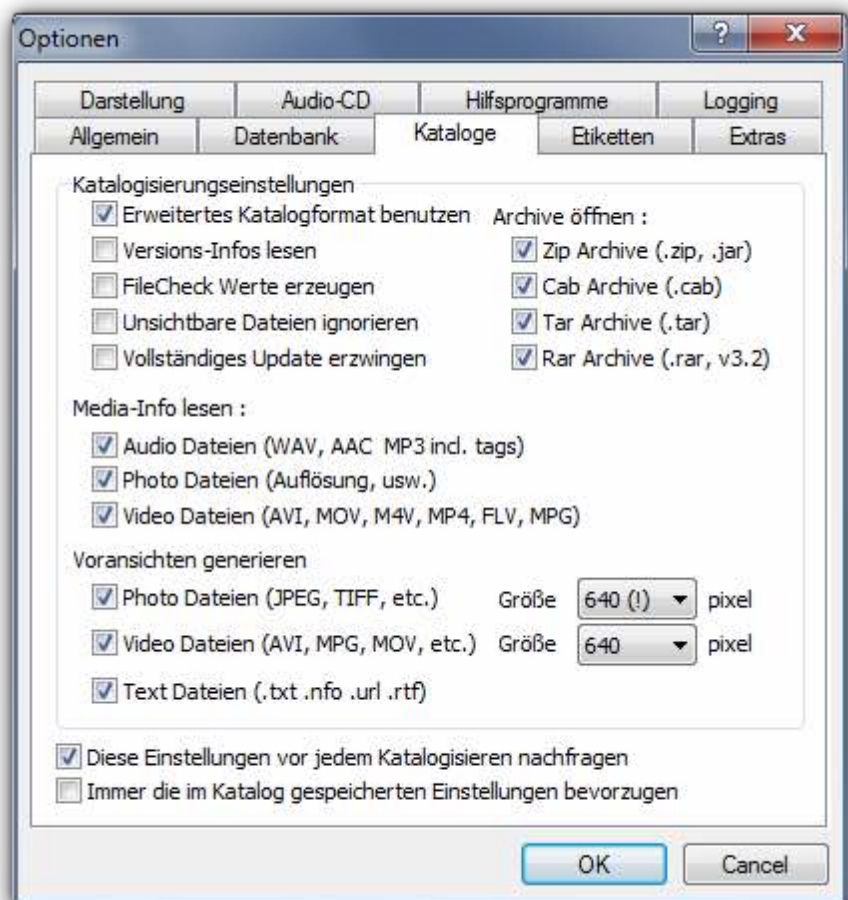 Optionen
Darstellung Audio-CD Hilfsprogramme Logging
Allgemein Datenbank Kataloge Etiketten Extras
Katalogisierungseinstellungen
Erweitertes Katalogformat benutzen Archive öffnen :
Versions-Infos lesen Zip Archive (.zip, .jar)
FileCheck Werte erzeugen Cab Archive (.cab)
Unsichtbare Dateien ignorieren Tar Archive (.tar)
Vollständiges Update erzwingen Rar Archive (.rar, v3.2)
Media-Info lesen :
Audio Dateien (WAV, AAC MP3 incl. tags)
Photo Dateien (Auflösung, usw.)
Video Dateien (AVI, MOV, M4V, MP4, FLV, MPG)
Voransichten generieren
Photo Dateien (JPEG, TIFF, etc.) Größe 640 (!) pixel
Video Dateien (AVI, MPG, MOV, etc.) Größe 640 pixel
Text Dateien (.txt .nfo .url .rtf)
Diese Einstellungen vor jedem Katalogisieren nachfragen
Immer die im Katalog gespeicherten Einstellungen bevorzugen
OK Cancel